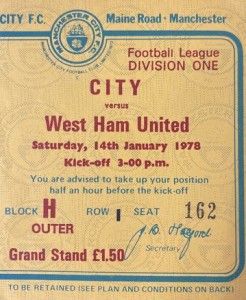 CITY F.C. Maine Road · Manchester
MANCHESTER CITY F.C.
Football League
DIVISION ONE
CITY
versus
West Ham United
Saturday, 14th January 1978
Kick-off 3-00 p.m.
You are advised to take up your position
half an hour before the kick-off
BLOCK H ROW I SEAT 162
OUTER
Secretary
Grand Stand £1.50
TO BE RETAINED (SEE PLAN AND CONDITIONS ON BACK)